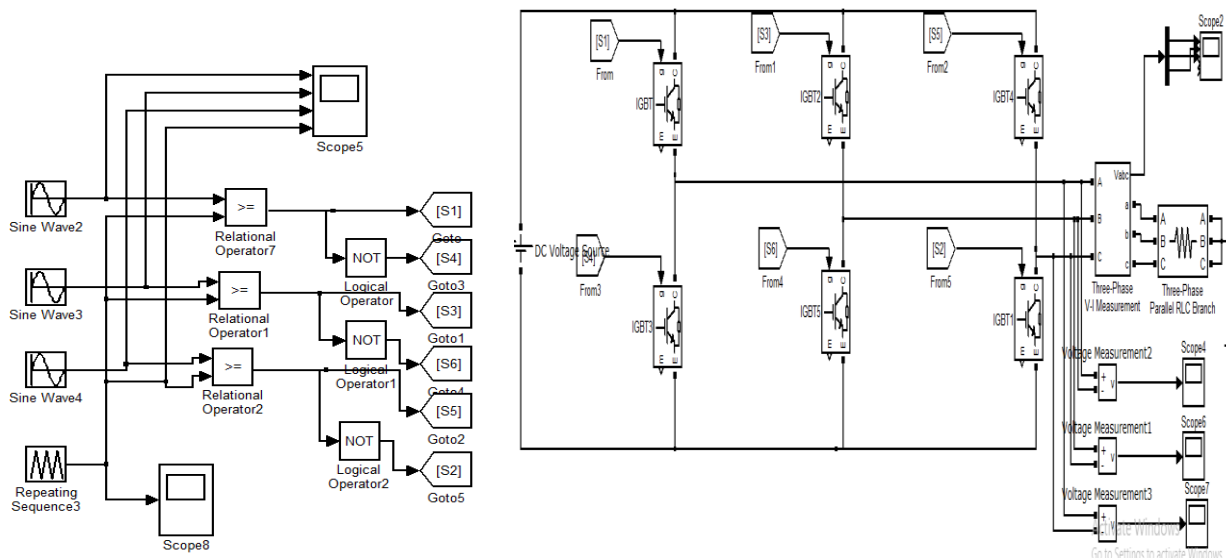 Scope5
Sine Wave2
>=
Relational
Operator7
[S1]
Goto
NOT
Logical
Operator
[S4]
Goto3
Sine Wave3
>=
Relational
Operator1
[S3]
Goto1
NOT
Logical
Operator1
[S6]
Goto4
Sine Wave4
>=
Relational
Operator2
[S5]
Goto2
NOT
Logical
Operator2
[S2]
Goto5
Repeating
Sequence3
Scope8
[S1]
From
[S3]
From1
[S5]
From2
g
C
IGBT
m
E
g
C
IGBT2
m
E
g
C
IGBT4
m
E
DC Voltage Source
[S4]
From3
[S6]
From4
[S2]
From5
g
C
IGBT3
m
E
g
C
IGBT5
m
E
g
C
IGBT1
m
E
Scope2
Vabc
A
a
B
b
C
c
Three-Phase
V-I Measurement
A A
B B
C C
Three-Phase
Parallel RLC Branch
Voltage Measurement2
+
-
v
Scope4
Voltage Measurement1
+
-
v
Scope6
Voltage Measurement3
+
-
v
Scope7
Activate Windows
Go to Settings to activate Windows